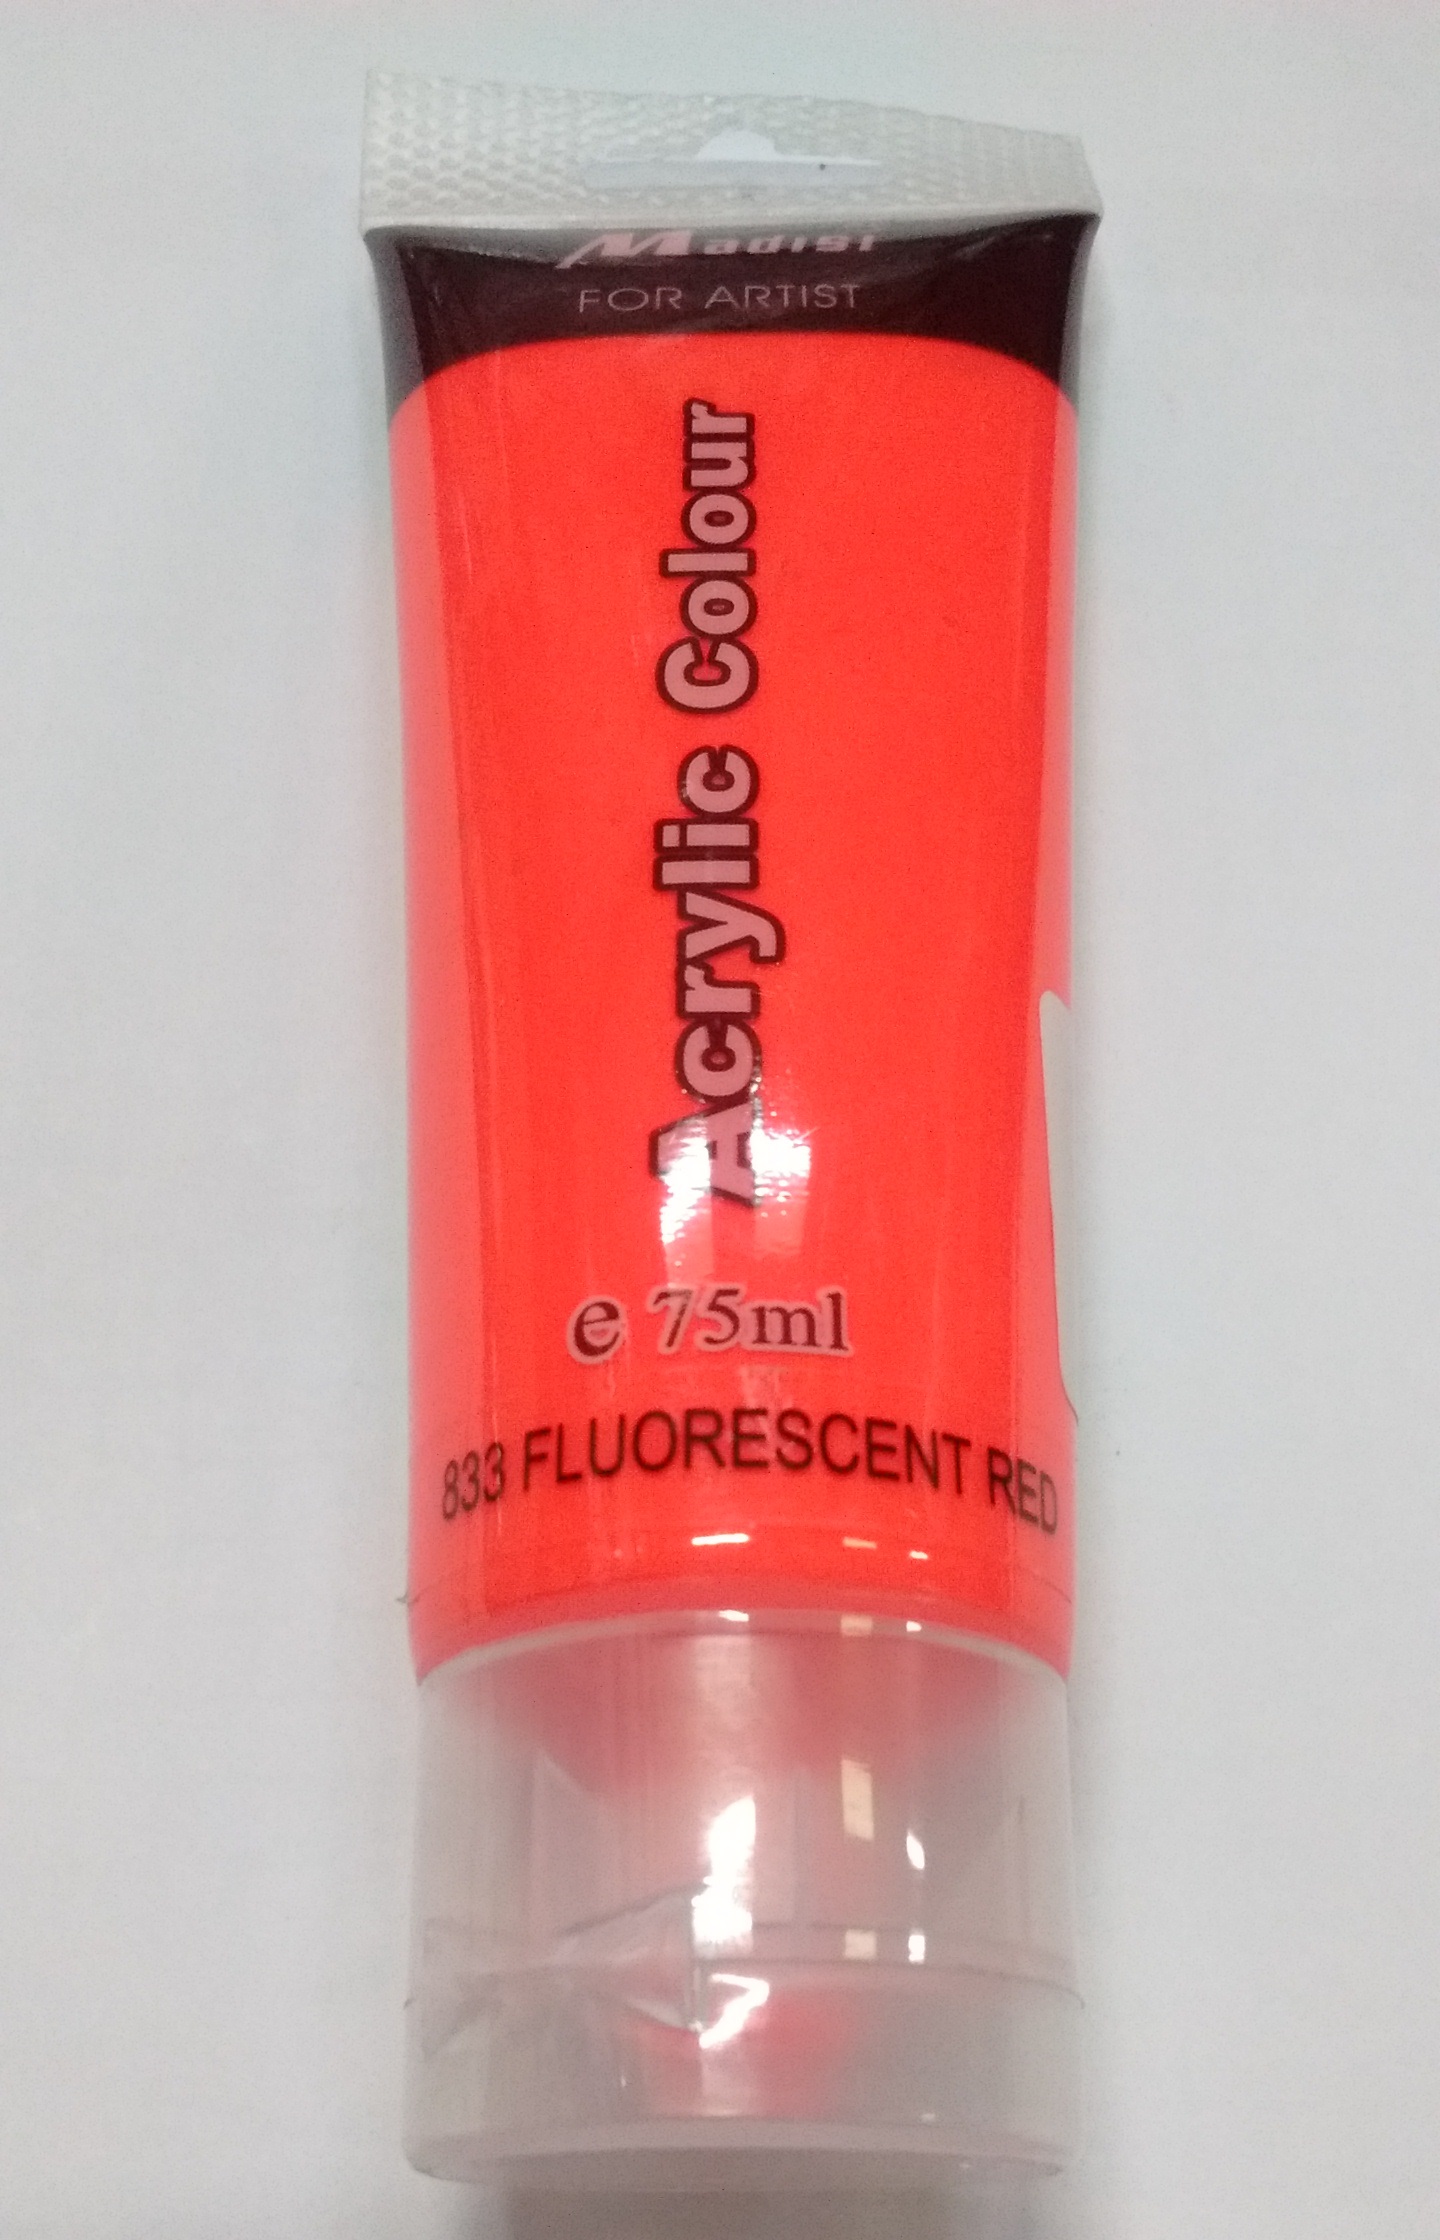 Madisi
FOR ARTIST
Acrylic Colour
e 75ml
833 FLUORESCENT RED